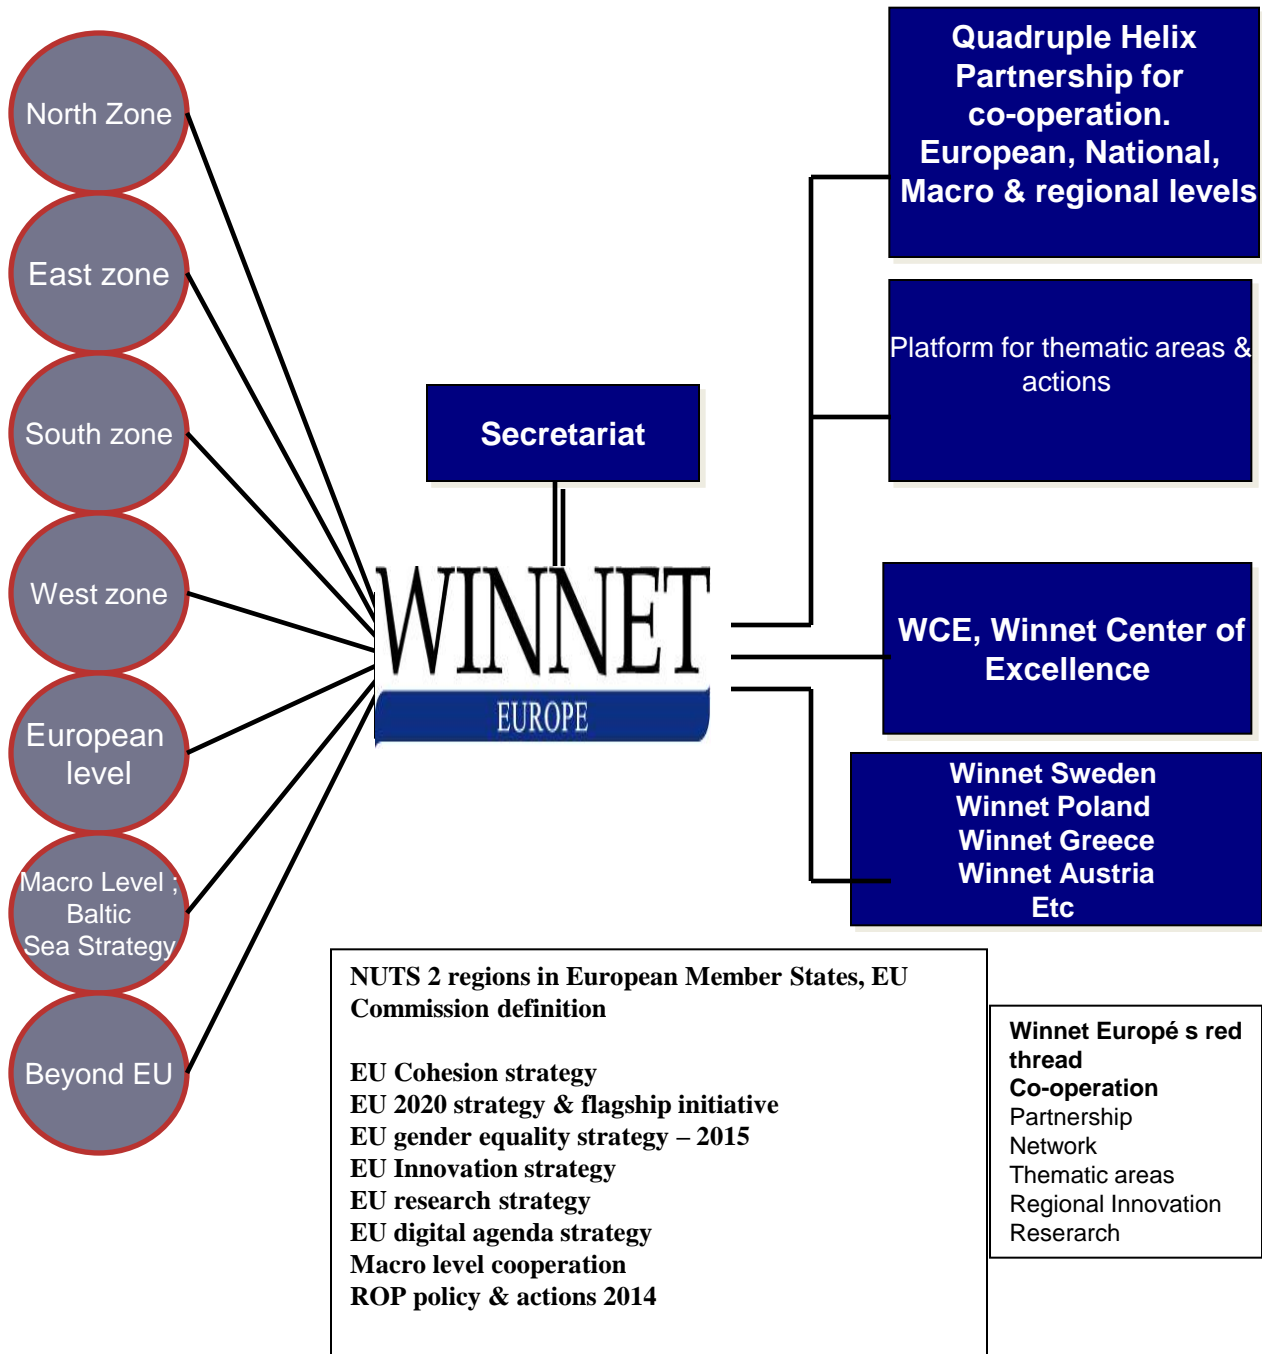 North Zone
East zone
South zone
West zone
European
level
Macro Level ;
Baltic
Sea Strategy
Beyond EU
Secretariat
WINNET
EUROPE
Quadruple Helix
Partnership for
co-operation.
European, National,
Macro & regional levels
Platform for thematic areas &
actions
WCE, Winnet Center of
Excellence
Winnet Sweden
Winnet Poland
Winnet Greece
Winnet Austria
Etc
NUTS 2 regions in European Member States, EU
Commission definition
EU Cohesion strategy
EU 2020 strategy & flagship initiative
EU gender equality strategy – 2015
EU Innovation strategy
EU research strategy
EU digital agenda strategy
Macro level cooperation
ROP policy & actions 2014
Winnet Europé s red
thread
Co-operation
Partnership
Network
Thematic areas
Regional Innovation
Reserarch